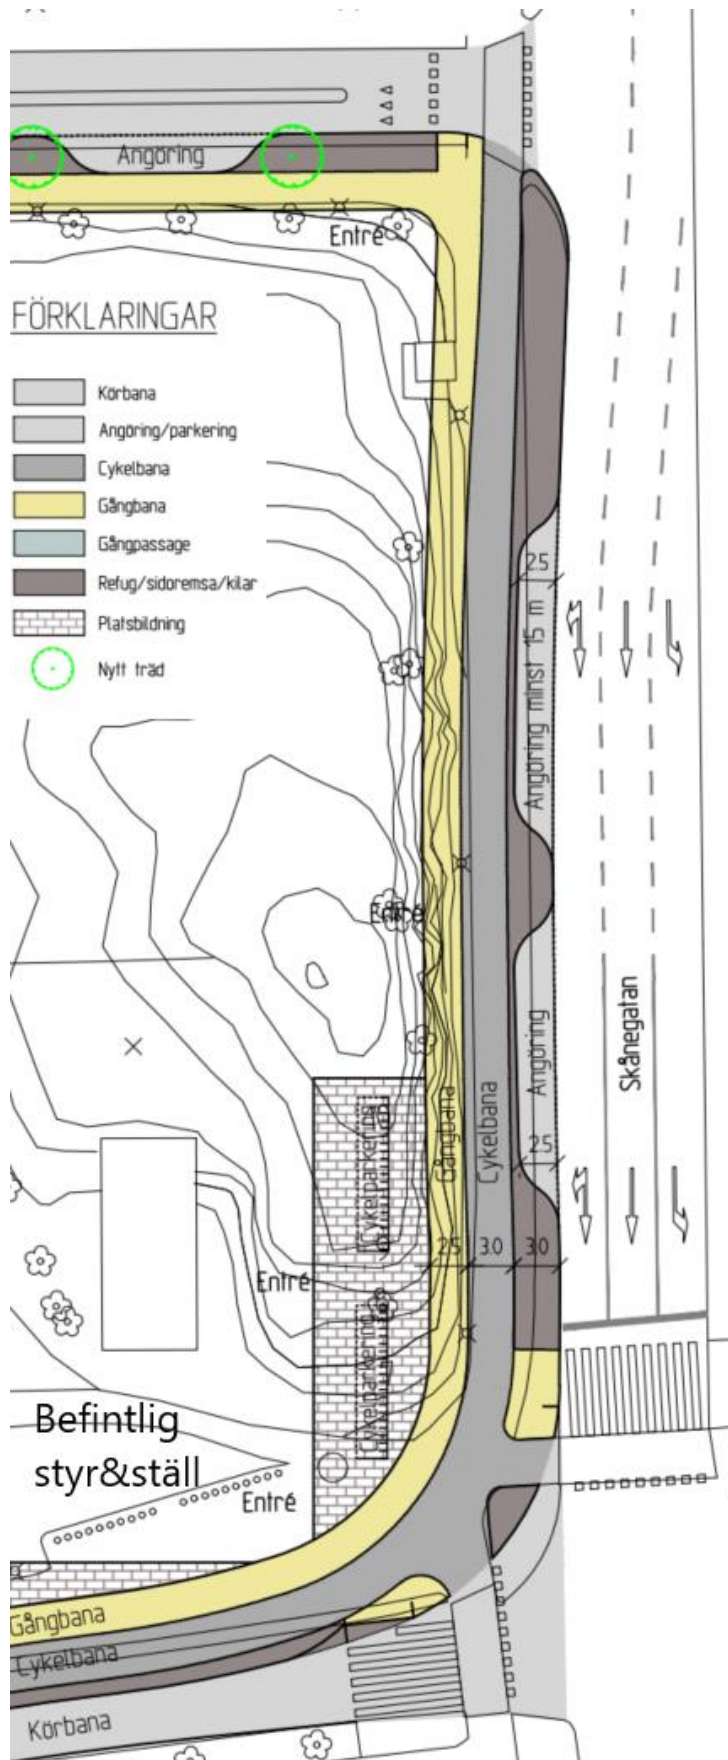 Angöring
Entré
FÖRKLARINGAR
Körbana
Angöring/parkering
Cykelbana
Gångbana
Gångpassage
Refug/sidoremsa/kilar
Platsbildning
Nytt träd
2.5
Angöring minst 15 m
Entré
Skånegatan
Angöring
Gångbana
Cykelbana
Cykelparkering
2.5
2.5
3.0
3.0
Entré
Cykelparkering
Befintlig
styr&ställ
Entré
Gångbana
Cykelbana
Körbana